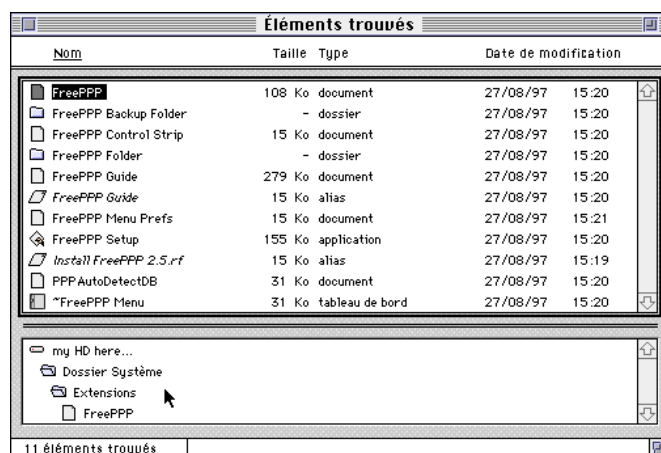 Éléments trouvés
Nom Taille Type Date de modification
FreePPP 108 Ko document 27/08/97 15:20
FreePPP Backup Folder - dossier 27/08/97 15:20
FreePPP Control Strip 15 Ko document 27/08/97 15:20
FreePPP Folder - dossier 27/08/97 15:20
FreePPP Guide 279 Ko document 27/08/97 15:20
FreePPP Guide 15 Ko alias 27/08/97 15:20
FreePPP Menu Prefs 15 Ko document 27/08/97 15:21
FreePPP Setup 155 Ko application 27/08/97 15:20
Install FreePPP 2.5.rf 15 Ko alias 27/08/97 15:19
PPPAutoDetectDB 31 Ko document 27/08/97 15:20
~FreePPP Menu 31 Ko tableau de bord 27/08/97 15:20
my HD here...
Dossier Système
Extensions
FreePPP
11 éléments trouvés